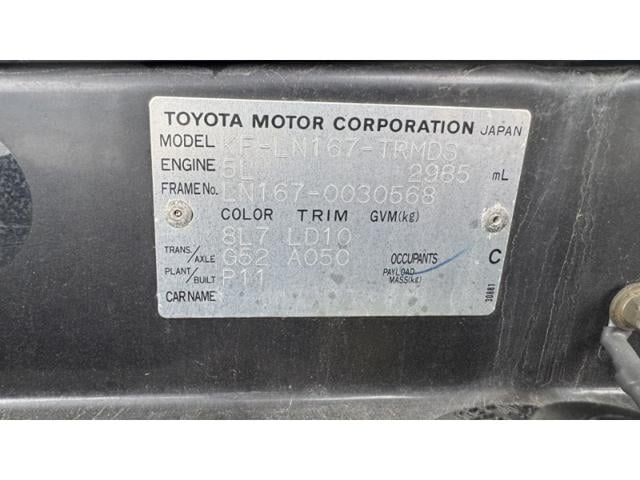 TOYOTA MOTOR CORPORATION JAPAN
MODEL KF-LN167-TRMDS
ENGINE 5L 2985 mL
FRAME No. LN167-0030568
COLOR TRIM GVM(kg)
8L7 LD10
TRANS./AXLE G52 A050 OCCUPANTS C
PLANT/BUILT P11 PAYLOAD MASS(kg)
CAR NAME
30881